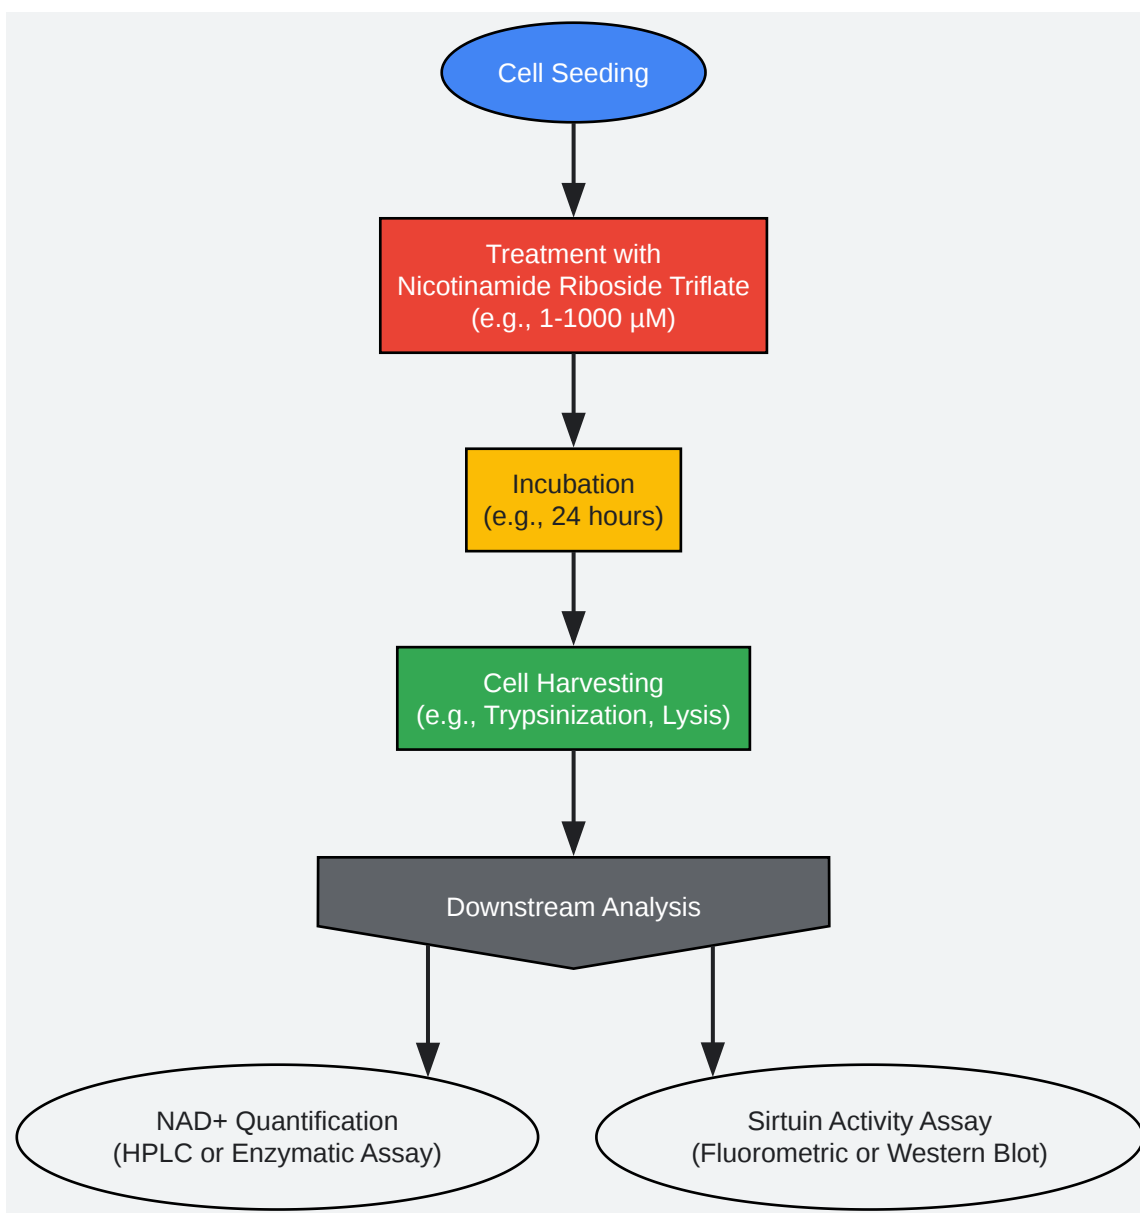 Cell Seeding
Treatment with
Nicotinamide Riboside Triflate
(e.g., 1-1000 µM)
Incubation
(e.g., 24 hours)
Cell Harvesting
(e.g., Trypsinization, Lysis)
Downstream Analysis
NAD+ Quantification
(HPLC or Enzymatic Assay)
Sirtuin Activity Assay
(Fluorometric or Western Blot)